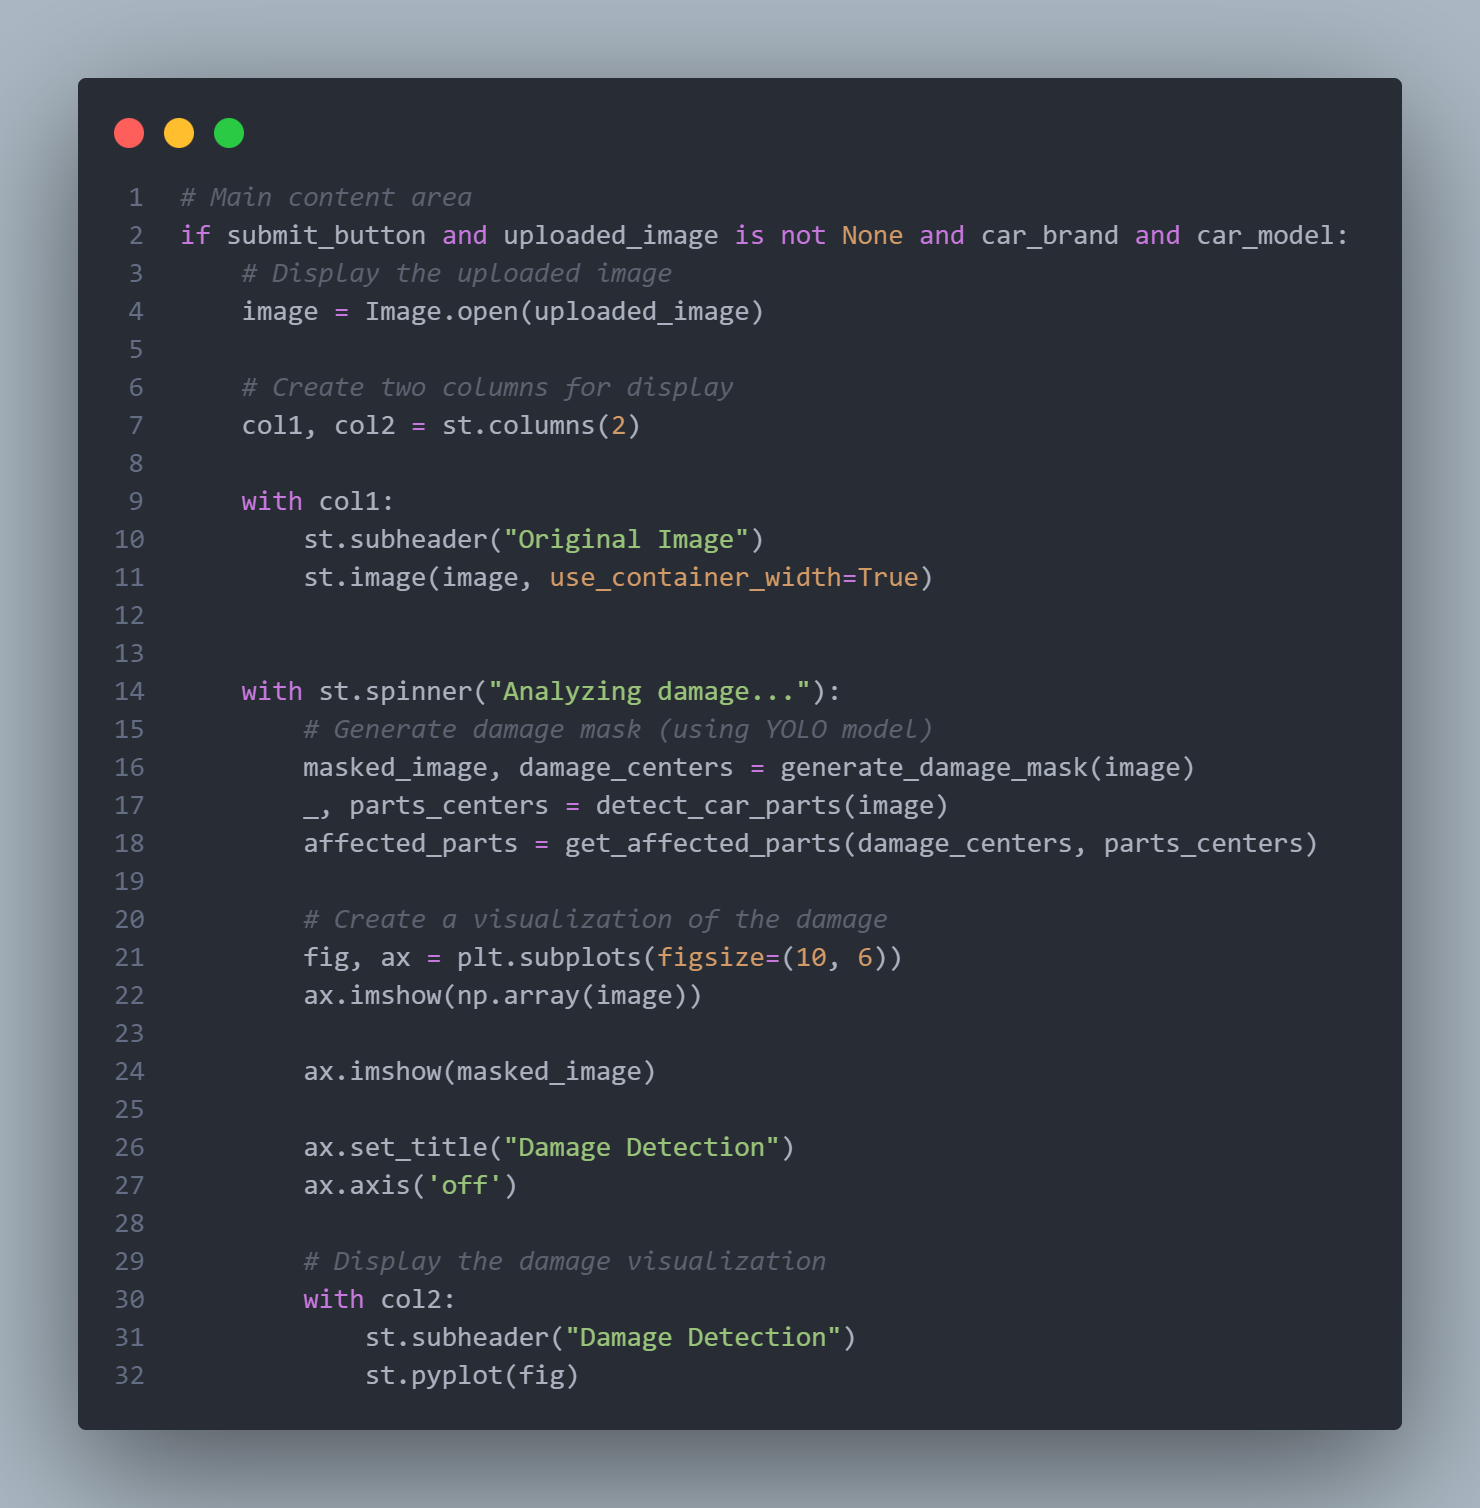 1 # Main content area
2 if submit_button and uploaded_image is not None and car_brand and car_model:
3     # Display the uploaded image
4     image = Image.open(uploaded_image)
5
6     # Create two columns for display
7     col1, col2 = st.columns(2)
8
9     with col1:
10         st.subheader("Original Image")
11         st.image(image, use_container_width=True)
12
13
14     with st.spinner("Analyzing damage..."):
15         # Generate damage mask (using YOLO model)
16         masked_image, damage_centers = generate_damage_mask(image)
17         _, parts_centers = detect_car_parts(image)
18         affected_parts = get_affected_parts(damage_centers, parts_centers)
19
20         # Create a visualization of the damage
21         fig, ax = plt.subplots(figsize=(10, 6))
22         ax.imshow(np.array(image))
23
24         ax.imshow(masked_image)
25
26         ax.set_title("Damage Detection")
27         ax.axis('off')
28
29         # Display the damage visualization
30         with col2:
31             st.subheader("Damage Detection")
32             st.pyplot(fig)